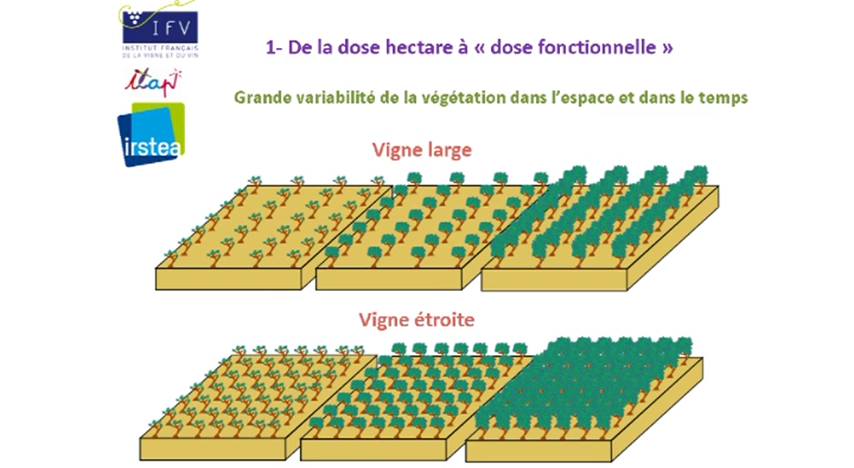 IFV
INSTITUT FRANÇAIS
DE LA VIGNE ET DU VIN
itap
irstea
1- De la dose hectare à « dose fonctionnelle »
Grande variabilité de la végétation dans l'espace et dans le temps
Vigne large
Vigne étroite